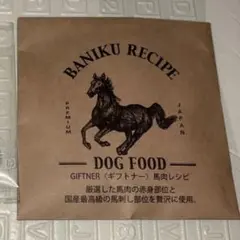 BANIKU RECIPE
PREMIUM
JAPAN
DOG FOOD
GIFTNER〈ギフトナー〉馬肉レシピ
厳選した馬肉の赤身部位と
国産最高級の馬刺し部位を贅沢に使用。